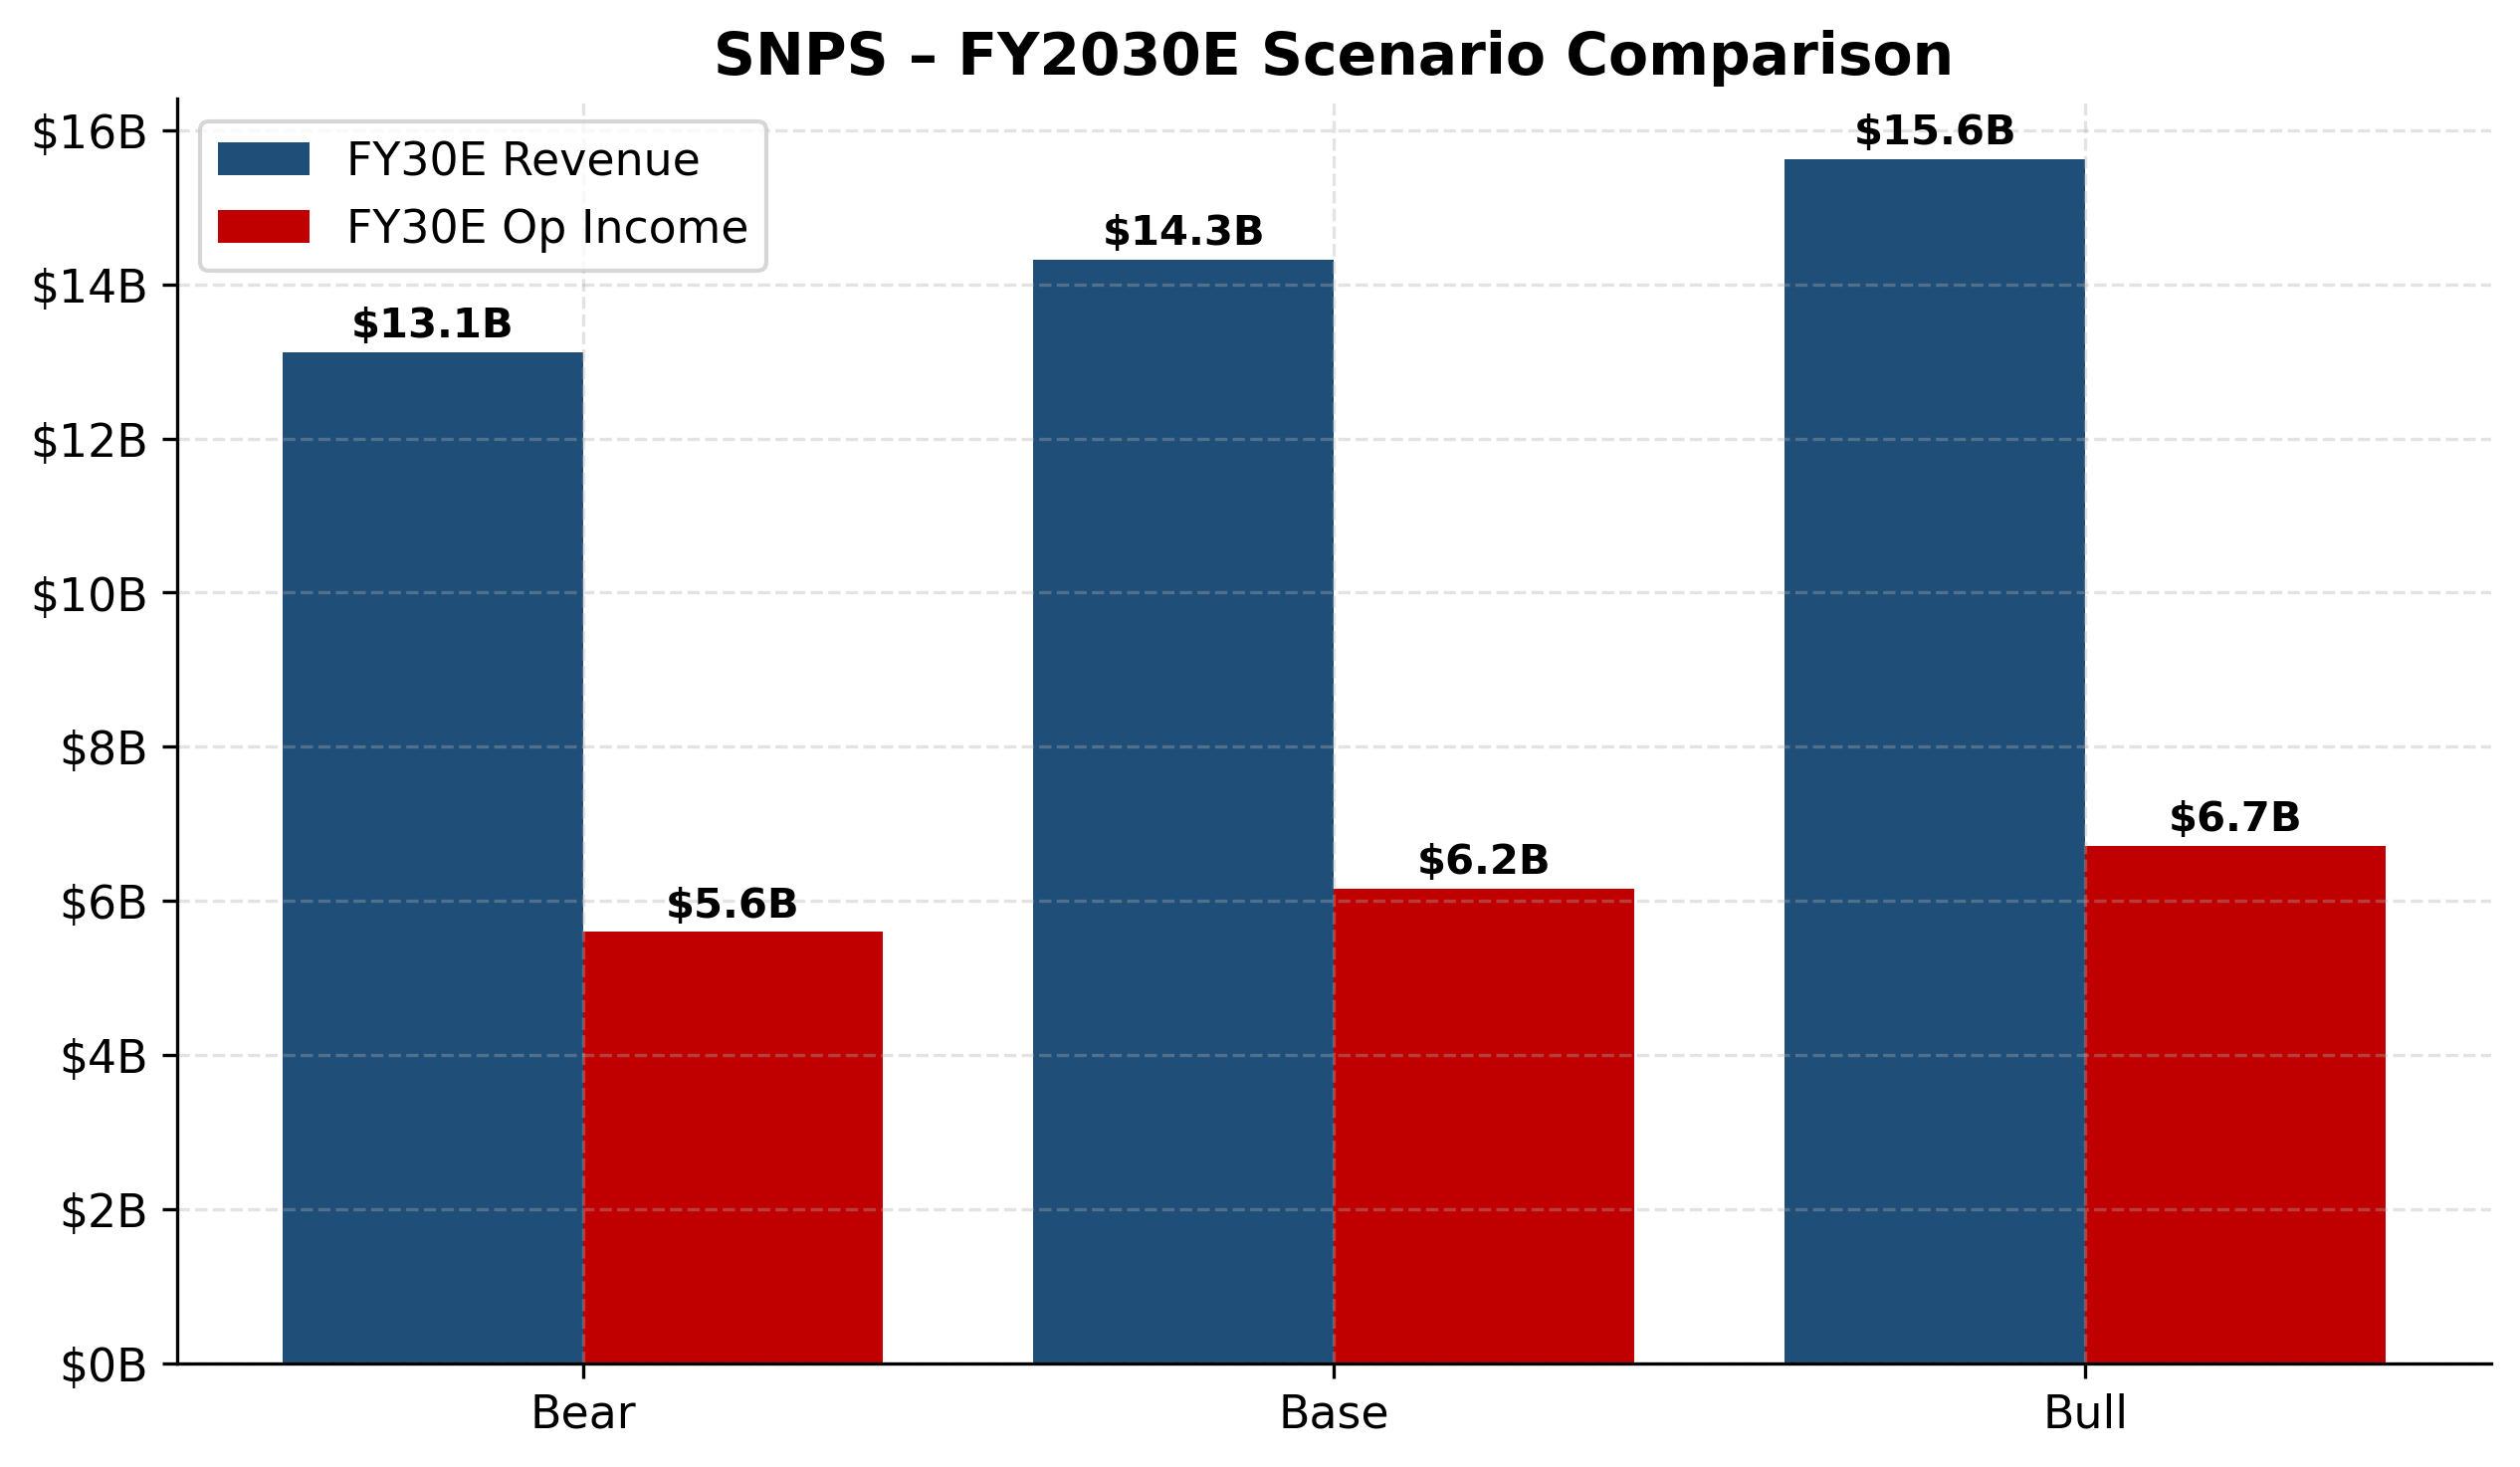 SNPS – FY2030E Scenario Comparison
$16B
$14B
$12B
$10B
$8B
$6B
$4B
$2B
$0B
FY30E Revenue
FY30E Op Income
$13.1B
$5.6B
$14.3B
$6.2B
$15.6B
$6.7B
Bear
Base
Bull